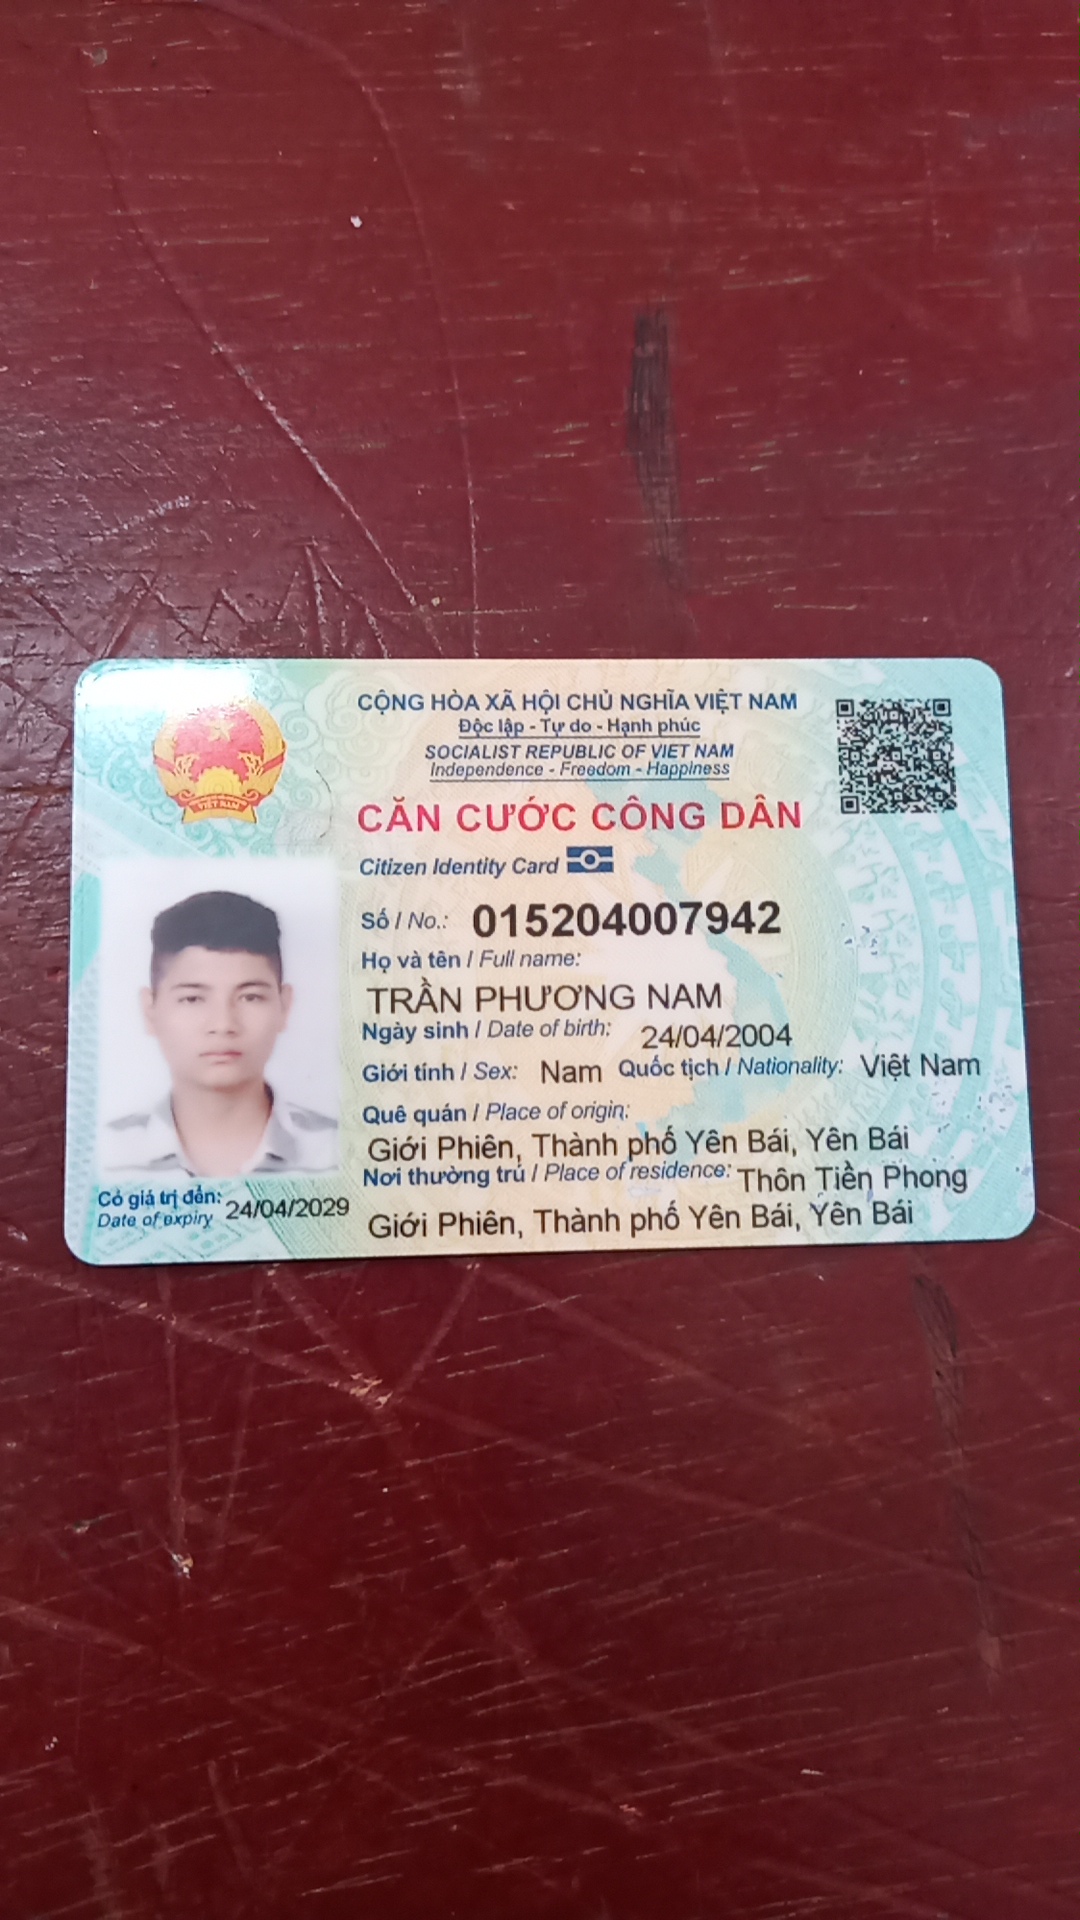 CỘNG HÒA XÃ HỘI CHỦ NGHĨA VIỆT NAM
Độc lập - Tự do - Hạnh phúc
SOCIALIST REPUBLIC OF VIET NAM
Independence - Freedom - Happiness
CĂN CƯỚC CÔNG DÂN
Citizen Identity Card
Số / No.: 015204007942
Họ và tên / Full name:
TRẦN PHƯƠNG NAM
Ngày sinh / Date of birth: 24/04/2004
Giới tính / Sex: Nam Quốc tịch / Nationality: Việt Nam
Quê quán / Place of origin:
Giới Phiên, Thành phố Yên Bái, Yên Bái
Nơi thường trú / Place of residence: Thôn Tiền Phong
Giới Phiên, Thành phố Yên Bái, Yên Bái
Có giá trị đến: 24/04/2029
Date of expiry
VIỆT NAM